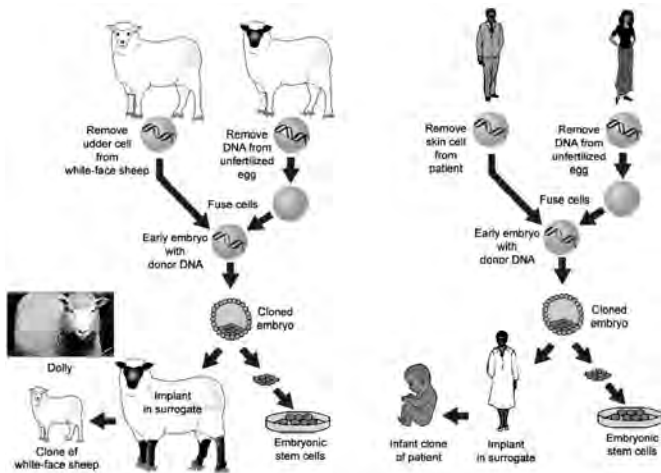 Remove
udder cell
from
white-face sheep
Remove
DNA from
unfertilized
egg
Fuse cells
Early embryo
with
donor DNA
Cloned
embryo
Dolly
Implant
in surrogate
Clone of
white-face sheep
Embryonic
stem cells
Remove
skin cell
from
patient
Remove
DNA from
unfertilized
egg
Fuse cells
Early embryo
with
donor DNA
Cloned
embryo
Infant clone
of patient
Implant
in surrogate
Embryonic
stem cells